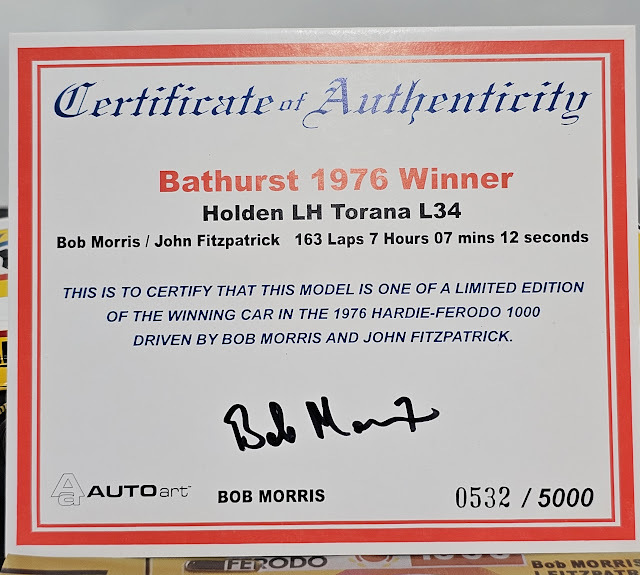 Certificate of Authenticity
Bathurst 1976 Winner
Holden LH Torana L34
Bob Morris / John Fitzpatrick 163 Laps 7 Hours 07 mins 12 seconds
THIS IS TO CERTIFY THAT THIS MODEL IS ONE OF A LIMITED EDITION
OF THE WINNING CAR IN THE 1976 HARDIE-FERODO 1000
DRIVEN BY BOB MORRIS AND JOHN FITZPATRICK.
Bob Morris
Aa AUTOart™ BOB MORRIS 0532 / 5000
FERODO Bob MORRIS